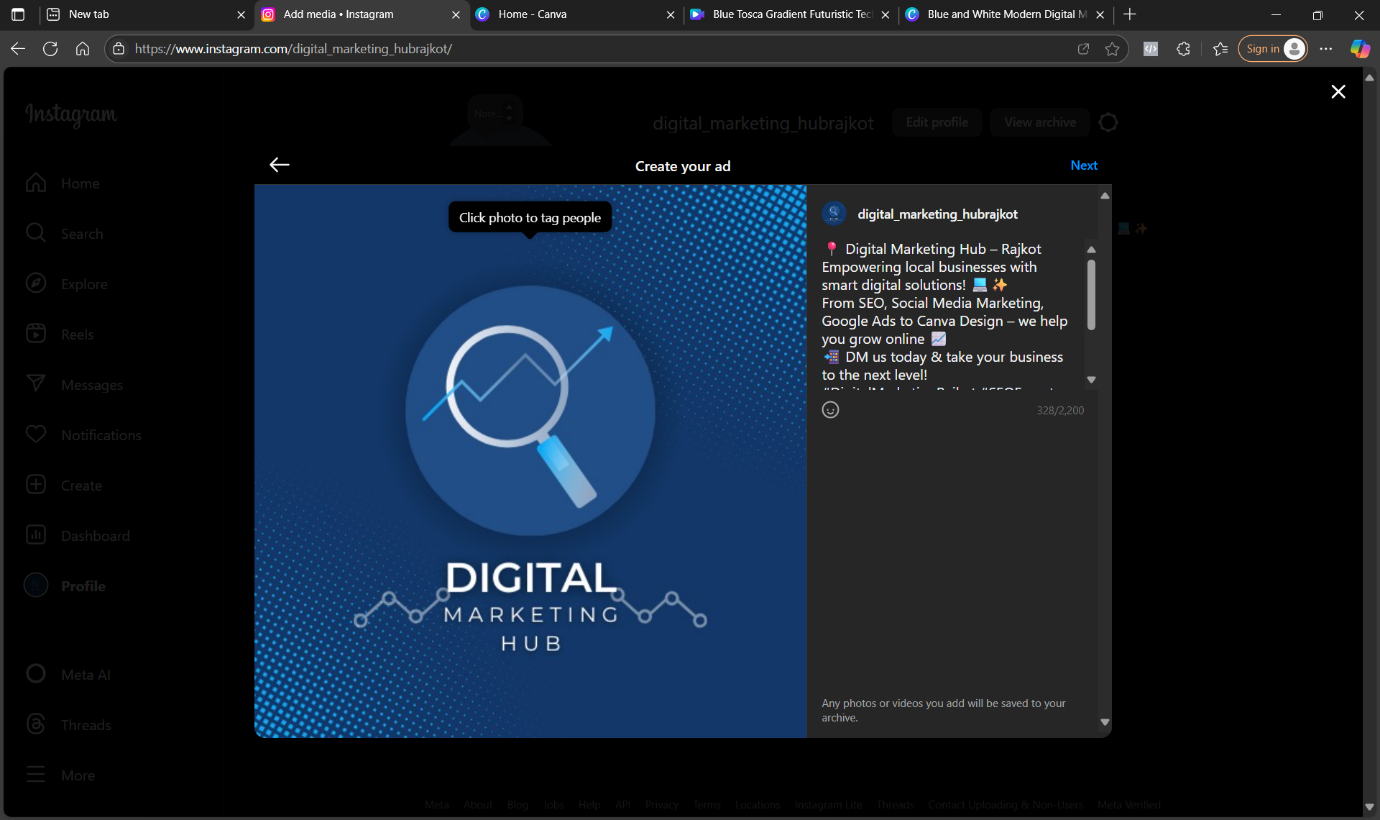 New tab
Add media • Instagram
Home - Canva
Blue Tosca Gradient Futuristic Tec
Blue and White Modern Digital M
https://www.instagram.com/digital_marketing_hubrajkot/
Sign in
Instagram
Note...
digital_marketing_hubrajkot
Edit profile
View archive
Home
Search
Explore
Reels
Messages
Notifications
Create
Dashboard
Profile
Meta AI
Threads
More
Create your ad
Next
Click photo to tag people
DIGITAL
MARKETING
HUB
digital_marketing_hubrajkot
📍 Digital Marketing Hub – Rajkot
Empowering local businesses with
smart digital solutions! 💻 ✨
From SEO, Social Media Marketing,
Google Ads to Canva Design – we help
you grow online 📈
📲 DM us today & take your business
to the next level!
328/2,200
Any photos or videos you add will be saved to your
archive.
Meta About Blog Jobs Help API Privacy Terms Locations Instagram Lite Threads Contact Uploading & Non-Users Meta Verified